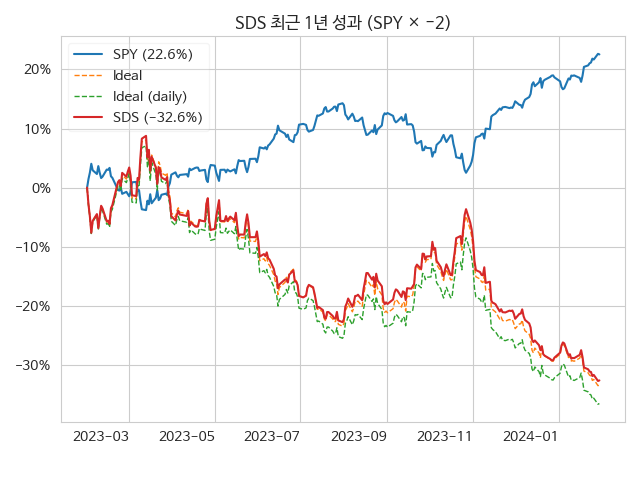 SDS 최근 1년 성과 (SPY × −2)
SPY (22.6%)
Ideal
Ideal (daily)
SDS (−32.6%)
20%
10%
0%
−10%
−20%
−30%
2023−03
2023−05
2023−07
2023−09
2023−11
2024−01